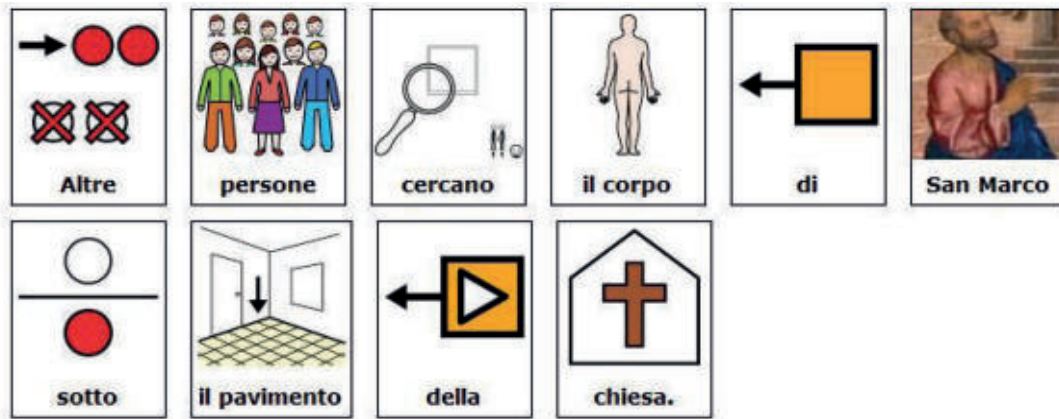 Altre persone cercano il corpo di San Marco
sotto il pavimento della chiesa.